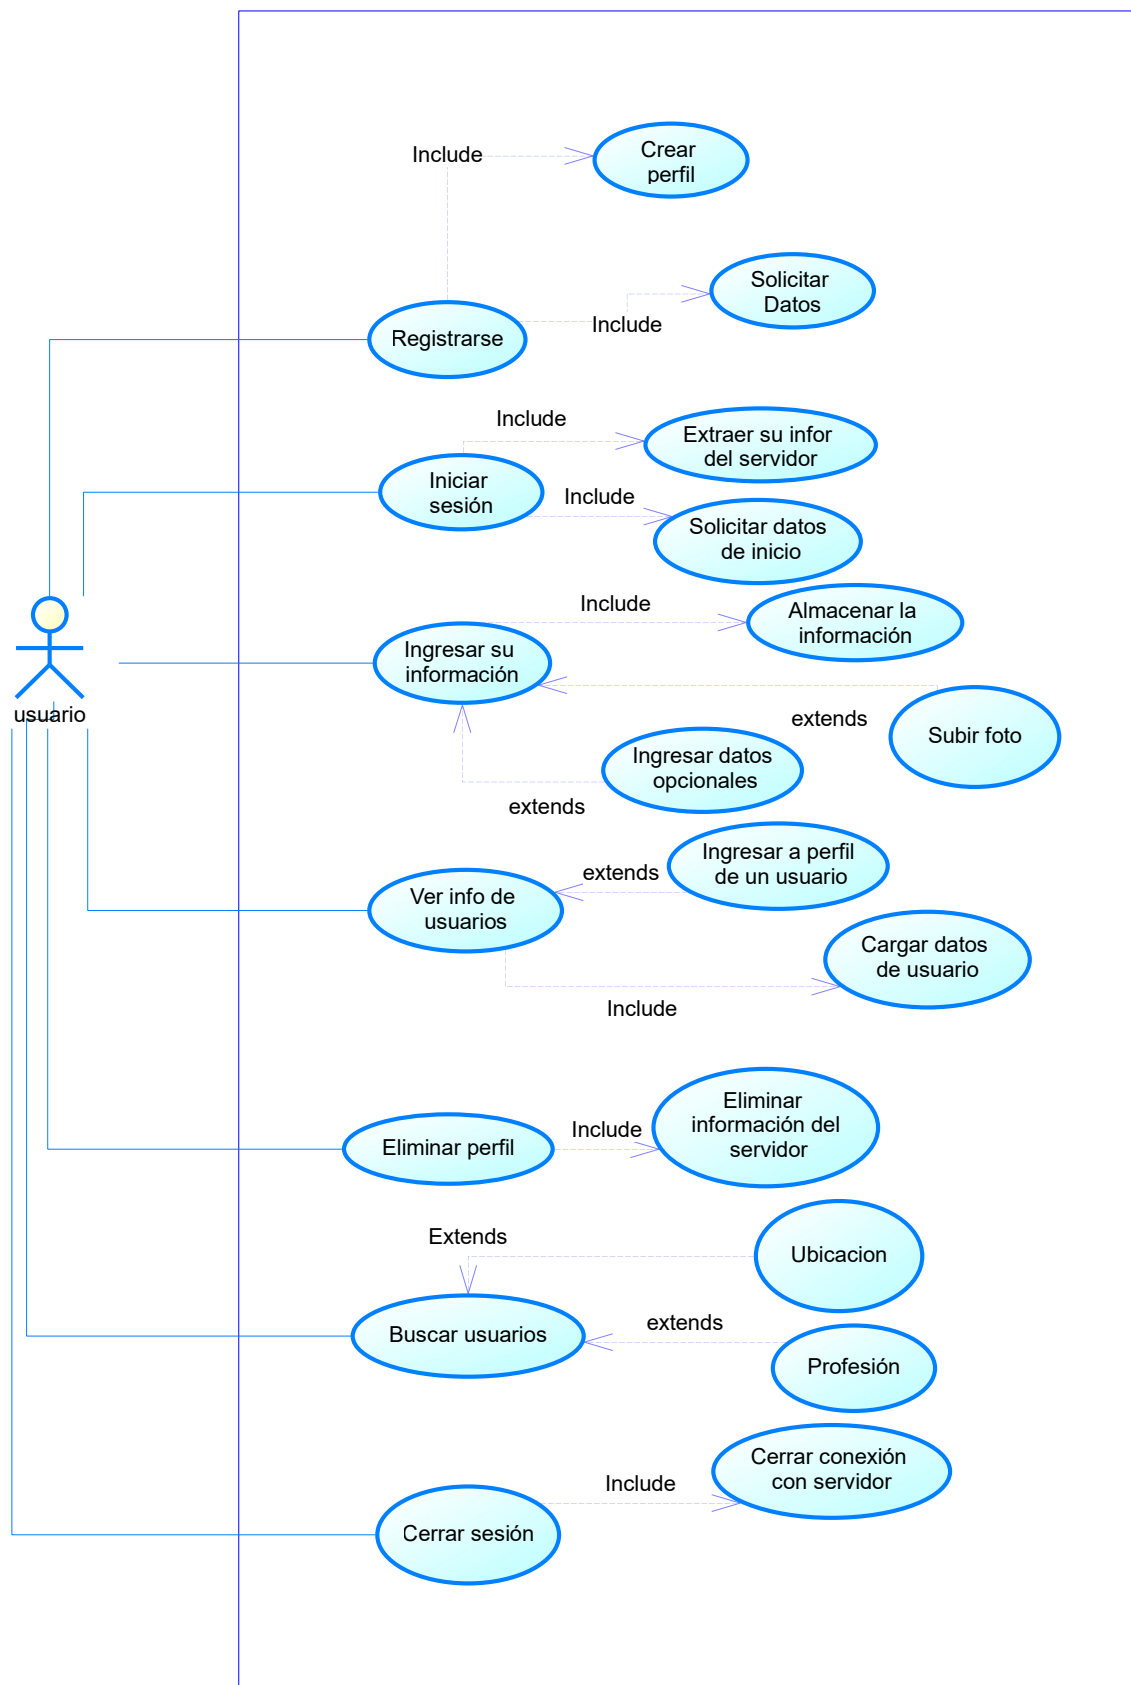 Include
Crear
perfil
Solicitar
Datos
Include
Registrarse
Include
Extraer su infor
del servidor
Iniciar
sesión
Include
Solicitar datos
de inicio
Include
Almacenar la
información
Ingresar su
información
usuario
extends
Subir foto
Ingresar datos
opcionales
extends
Ingresar a perfil
de un usuario
extends
Ver info de
usuarios
Cargar datos
de usuario
Include
Eliminar
información del
servidor
Include
Eliminar perfil
Extends
Ubicacion
extends
Buscar usuarios
Profesión
Cerrar conexión
con servidor
Include
Cerrar sesión